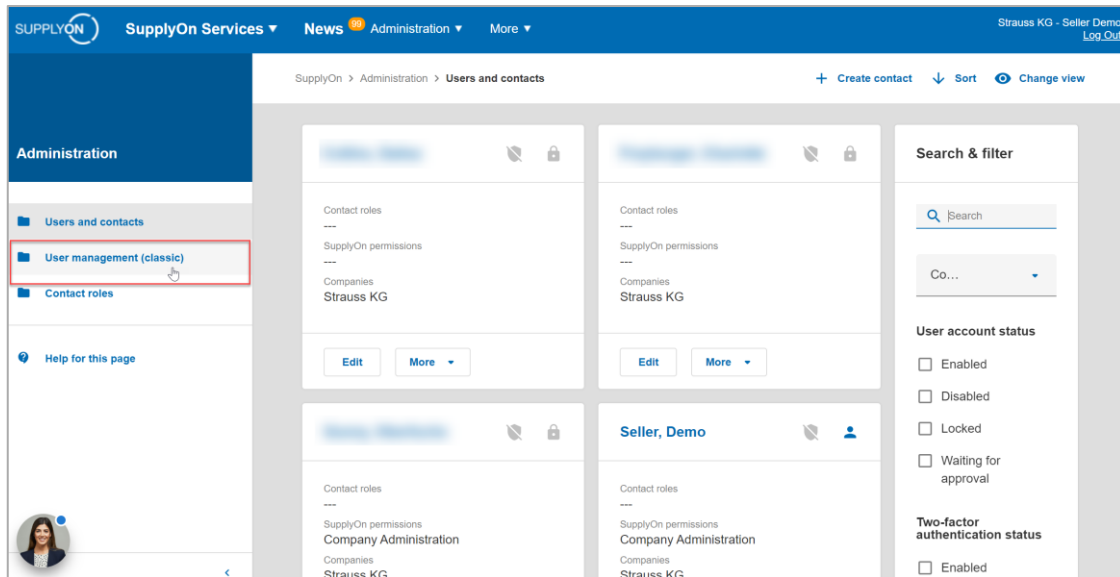 SUPPLYON
SupplyOn Services ▼ News 99 Administration ▼ More ▼
Strauss KG - Seller Demo
Log Out
SupplyOn > Administration > Users and contacts
+ Create contact ↓ Sort Change view
Administration
Users and contacts
User management (classic)
Contact roles
Help for this page
Contact roles
---
SupplyOn permissions
---
Companies
Strauss KG
Edit More
Contact roles
---
SupplyOn permissions
---
Companies
Strauss KG
Edit More
Contact roles
---
SupplyOn permissions
Company Administration
Companies
Strauss KG
Seller, Demo
Contact roles
---
SupplyOn permissions
Company Administration
Companies
Strauss KG
Search & filter
Search
Co...
User account status
Enabled
Disabled
Locked
Waiting for
approval
Two-factor
authentication status
Enabled